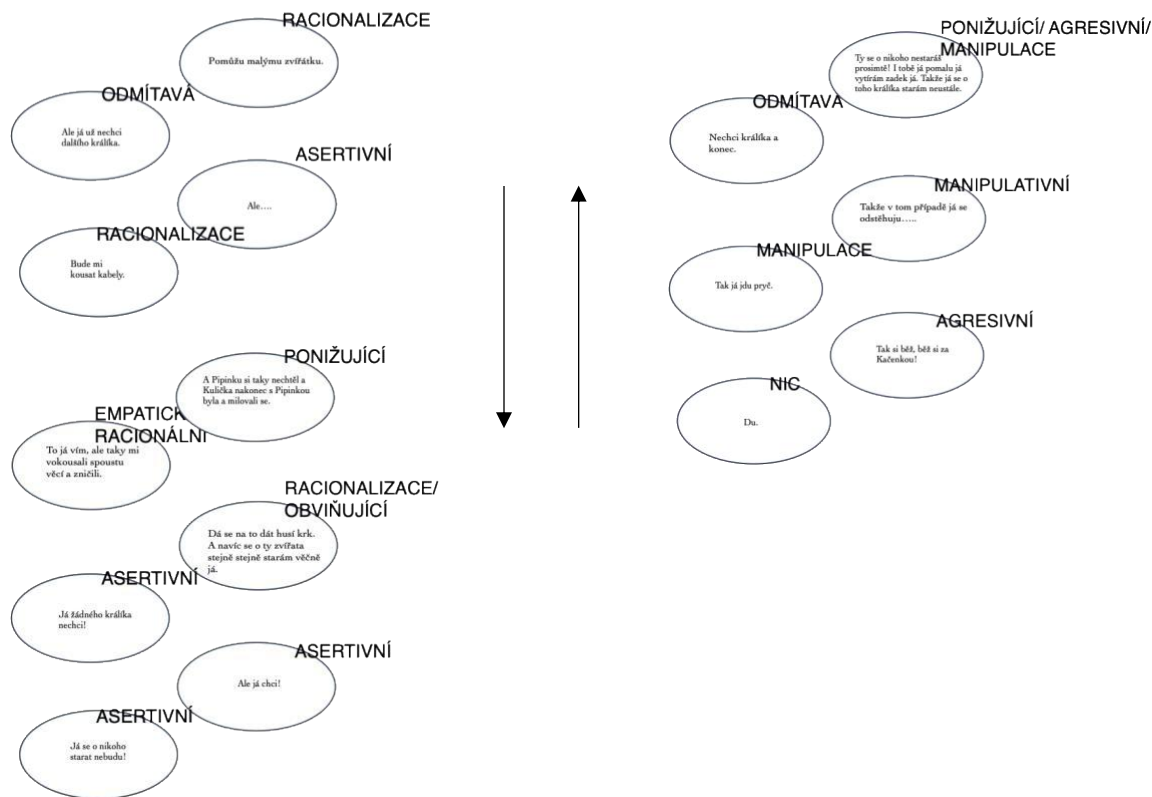 RACIONALIZACE
Pomůžu malýmu zvířátku.
ODMÍTAVÁ
Ale já už nechci
dalšího králíka.
ASERTIVNÍ
Ale….
RACIONALIZACE
Bude mi
kousat kabely.
PONIŽUJÍCÍ
A Pipinku si taky nechtěl a
Kulička nakonec s Pipinkou
byla a milovali se.
EMPATICK
RACIONÁLNÍ
To já vím, ale taky mi
vokousali spoustu
věcí a zničili.
RACIONALIZACE/
OBVIŇUJÍCÍ
Dá se na to dát husí krk.
A navíc se o ty zvířata
stejně stejně starám věčně
já.
ASERTIVNÍ
Já žádného králíka
nechci!
ASERTIVNÍ
Ale já chci!
ASERTIVNÍ
Já se o nikoho
starat nebudu!
PONIŽUJÍCÍ/ AGRESIVNÍ/
MANIPULACE
Ty se o nikoho nestaráš
prosimtě! I tobě já pomalu já
vytírám zadek já. Takže já se o
toho králíka starám neustále.
ODMÍTAVÁ
Nechci králíka a
konec.
MANIPULATIVNÍ
Takže v tom případě já se
odstěhuju…..
MANIPULACE
Tak já jdu pryč.
AGRESIVNÍ
Tak si běž, běž si za
Kačenkou!
NIC
Du.